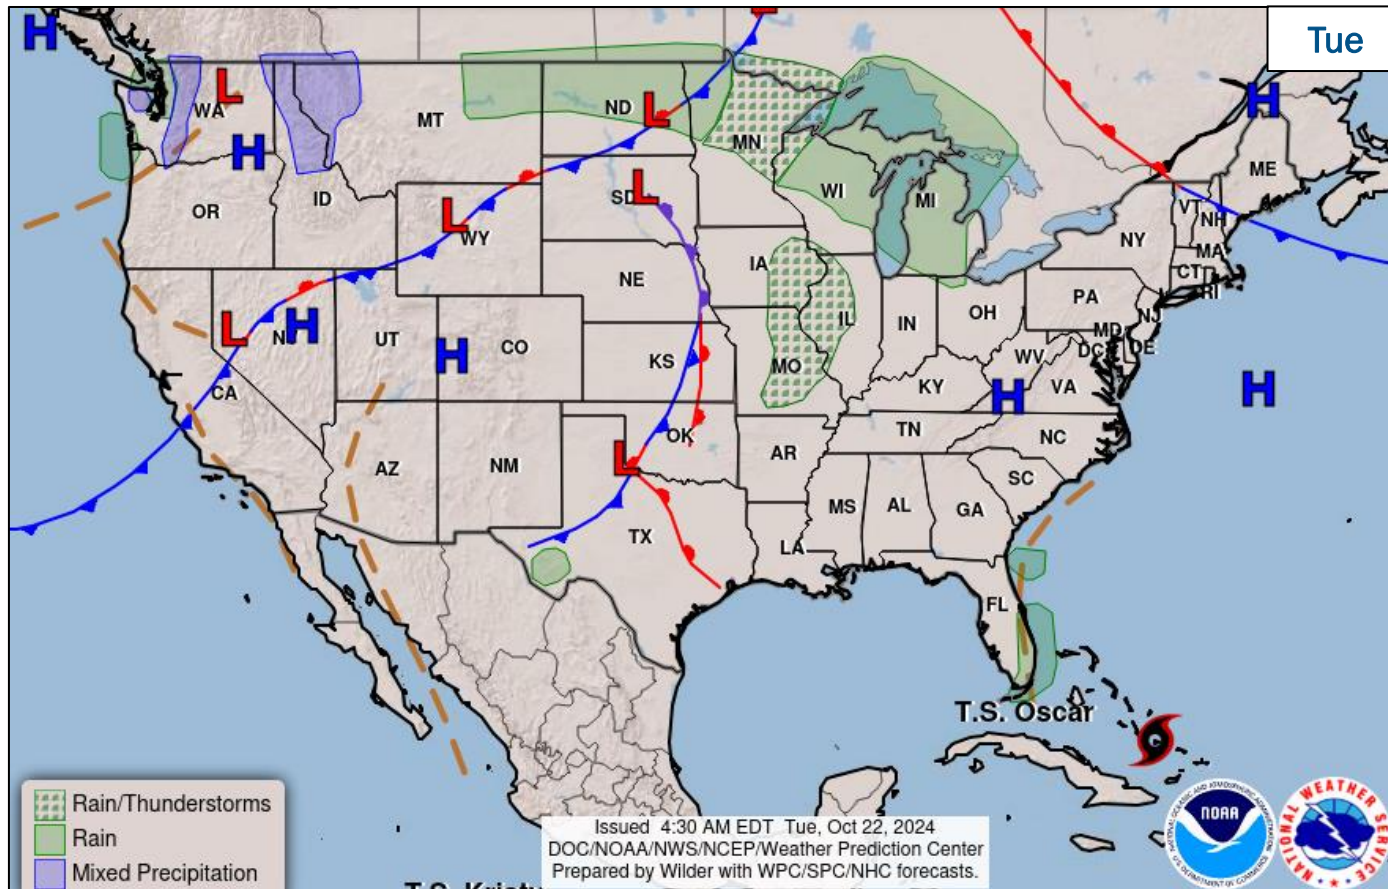 Tue
H
L
WA
H
MT
ND
L
MN
H
ME
OR
ID
L
WY
SD
L
WI
MI
VT
NH
NY
MA
CT
RI
IA
NE
L
H
UT
H
CO
KS
MO
IL
IN
OH
PA
NJ
MD
DC
DE
WV
VA
KY
H
H
CA
AZ
NM
OK
L
AR
TN
NC
SC
TX
LA
MS
AL
GA
FL
T.S. Oscar
L
Rain/Thunderstorms
Rain
Mixed Precipitation
Issued 4:30 AM EDT Tue, Oct 22, 2024
DOC/NOAA/NWS/NCEP/Weather Prediction Center
Prepared by Wilder with WPC/SPC/NHC forecasts.
NOAA
NATIONAL WEATHER SERVICE
T.S. Kristy